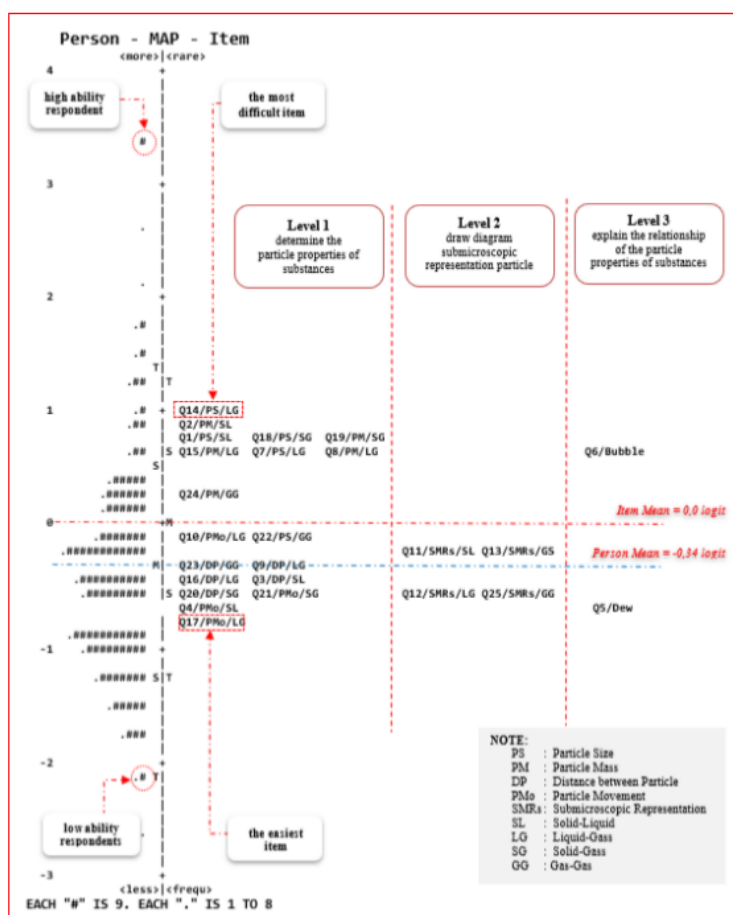 Person - MAP - Item
<more>|<rare>
4 +
high ability
respondent
the most
difficult item
#
3 +
.
Level 1
determine the
particle properties of
substances
Level 2
draw diagram
submicroscopic
representation particle
Level 3
explain the relationship
of the particle
properties of substances
.
2 +
.#
.#
T
.## T
1 .# + Q14/PS/LG
.## Q2/PM/SL
Q1/PS/SL Q18/PS/SG Q19/PM/SG
.## S Q15/PM/LG Q7/PS/LG Q8/PM/LG Q6/Bubble
S
.#####
.###### Q24/PM/GG
.#####
0 +M
Item Mean = 0,0 logit
.####### Q10/PMo/LG Q22/PS/GG
.############ Q11/SMRs/SL Q13/SMRs/GS
Person Mean = -0,34 logit
M Q23/DP/GG Q9/DP/LG
.########## Q16/DP/LG Q3/DP/SL
.######### S Q20/DP/SG Q21/PMo/SG Q12/SMRs/LG Q25/SMRs/GG
Q4/PMo/SL Q5/Dew
Q17/PMo/LG
.###########
-1 .########## +
.####### S T
.#####
.###
-2 +
.# T
low ability
respondents
.
the easiest
item
-3 +
<less>|<frequ>
EACH "#" IS 9. EACH "." IS 1 TO 8
NOTE:
PS : Particle Size
PM : Particle Mass
DP : Distance between Particle
PMo : Particle Movement
SMRs : Submicroscopic Representation
SL : Solid-Liquid
LG : Liquid-Gass
SG : Solid-Gass
GG : Gas-Gas